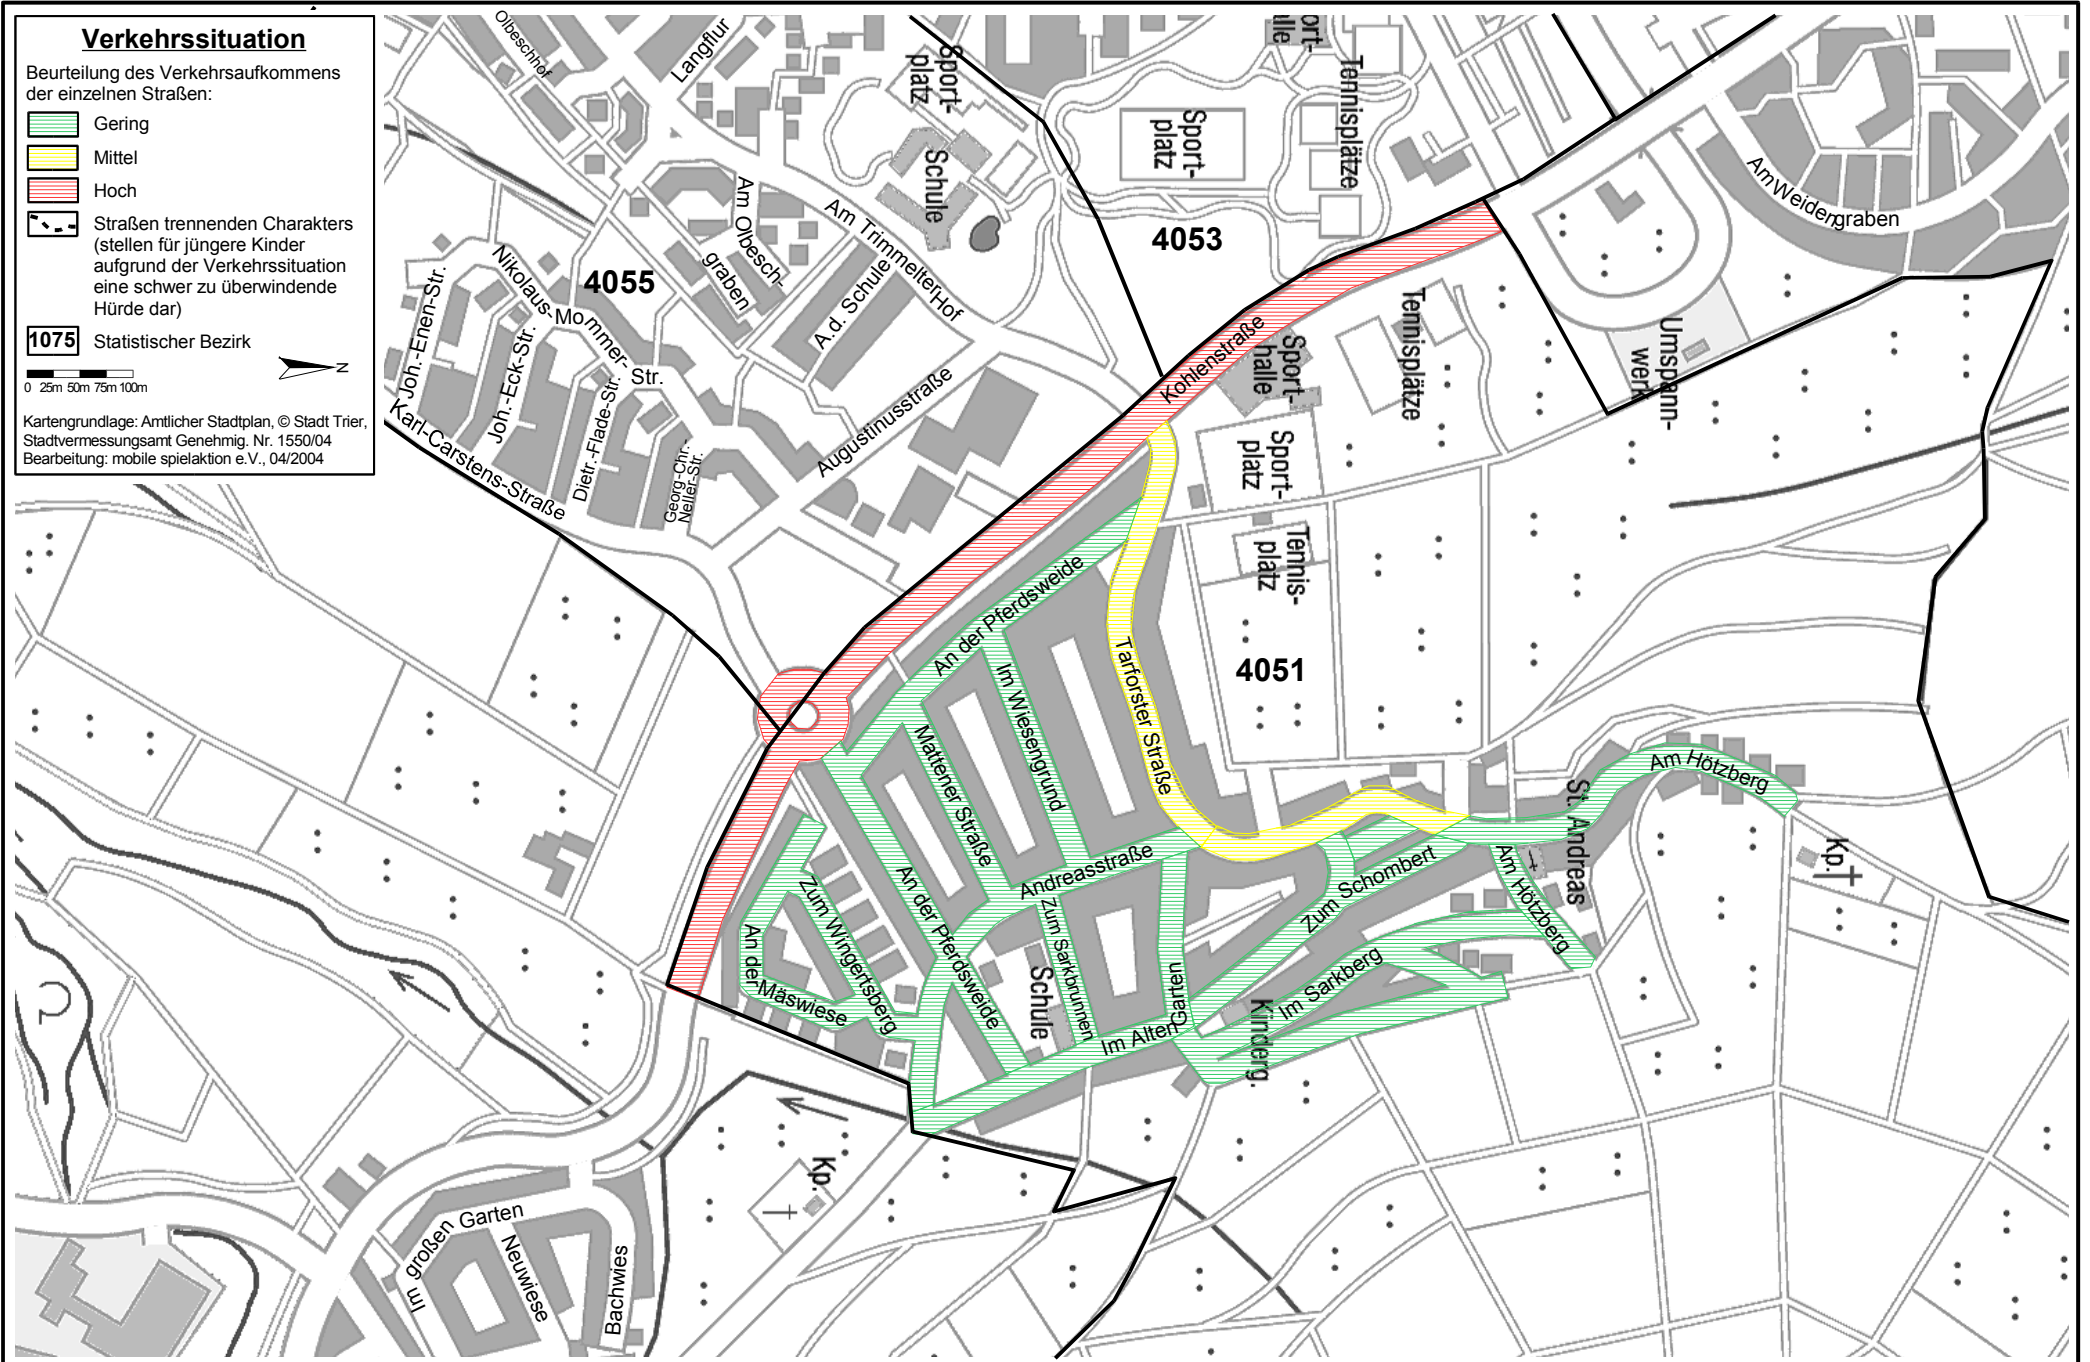 Verkehrssituation
Beurteilung des Verkehrsaufkommens
der einzelnen Straßen:
Gering
Mittel
Hoch
Straßen trennenden Charakters
(stellen für jüngere Kinder
aufgrund der Verkehrssituation
eine schwer zu überwindende
Hürde dar)
1075 Statistischer Bezirk
N
0 25m 50m 75m 100m
Kartengrundlage: Amtlicher Stadtplan, © Stadt Trier,
Stadtvermessungsamt Genehmig. Nr. 1550/04
Bearbeitung: mobile spielaktion e.V., 04/2004
Olbeschhof
Langflur
Sport-
platz
Schule
Sport-
platz
ort-
alle
Tennisplätze
Am Weidengraben
Am Olbesch-
graben
Am Trimmelter Hof
A.d. Schule
4053
4055
Nikolaus-Mommer-Str.
Joh.-Enen-Str.
Joh.-Eck-Str.
Dietr.-Flade-Str.
Georg-Chr.-
Neller-Str.
Karl-Carstens-Straße
Augustinusstraße
Kohlenstraße
Sport-
halle
Tennisplätze
Umspann-
werk
Sport-
platz
Tennis-
platz
4051
An der Pferdsweide
Im Wiesengrund
Tarforster Straße
Mattener Straße
Andreasstraße
An der Pferdsweide
Zum Sarkbrunnen
Schule
Zum Wingertsberg
An der Mäswiese
Im Alten Garten
Zum Schombert
Im Sarkberg
Kinderg.
Am Hötzberg
St. Andreas
Am Hötzberg
Kp.
Kp.
Im großen Garten
Neuwiese
Bachwies